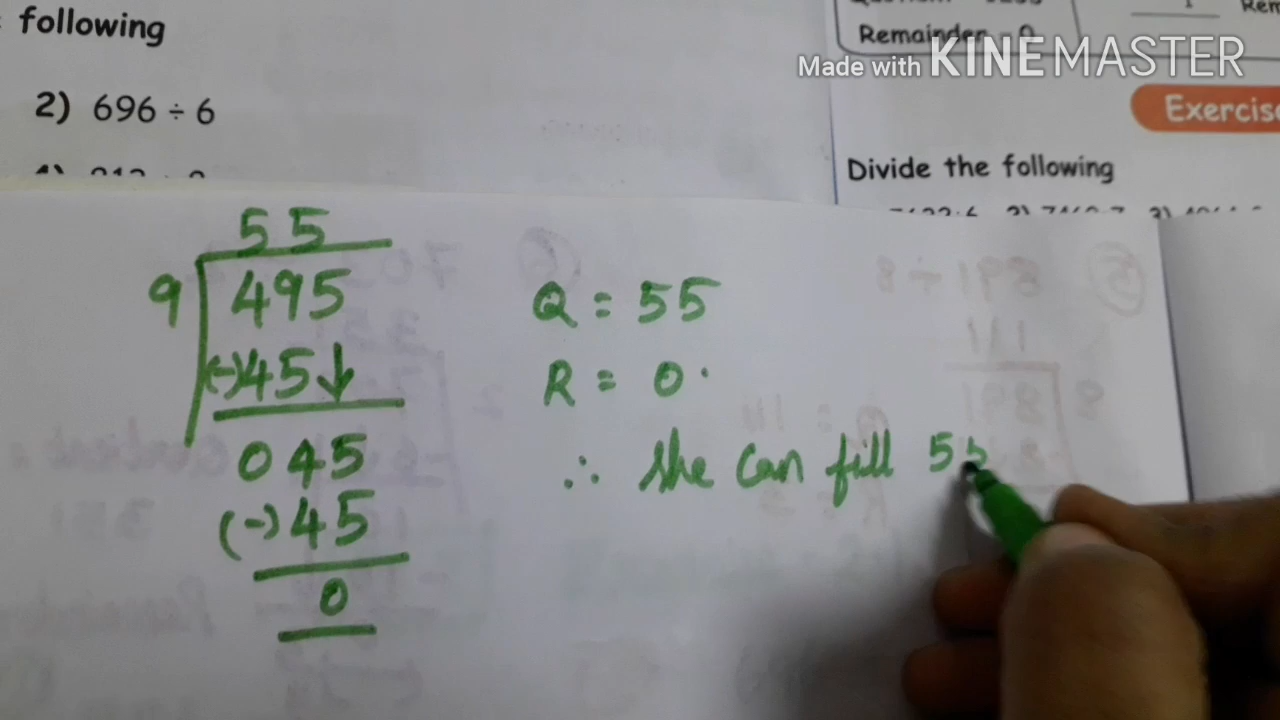 following
2) 696 ÷ 6
Remainder - 0
Made with KINEMASTER
Exercise
Divide the following
55
9 495
(-)45↓
045
(-)45
0
Q = 55
R = 0.
∴ she can fill 55